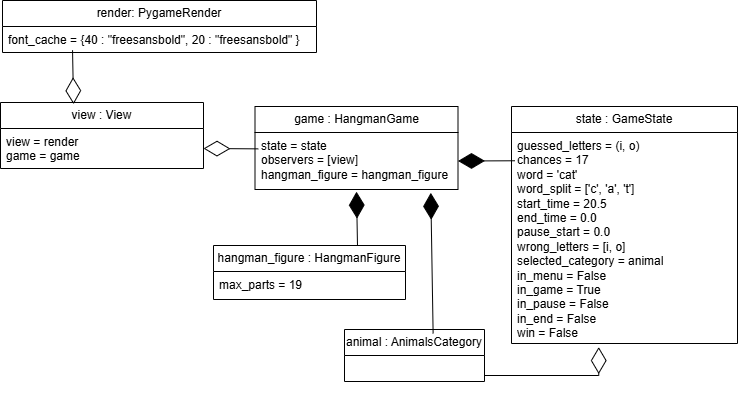 render: PygameRender
font_cache = {40 : "freesansbold", 20 : "freesansbold" }
view : View
view = render
game = game
game : HangmanGame
state = state
observers = [view]
hangman_figure = hangman_figure
state : GameState
guessed_letters = (i, o)
chances = 17
word = 'cat'
word_split = ['c', 'a', 't']
start_time = 20.5
end_time = 0.0
pause_start = 0.0
wrong_letters = [i, o]
selected_category = animal
in_menu = False
in_game = True
in_pause = False
in_end = False
win = False
hangman_figure : HangmanFigure
max_parts = 19
animal : AnimalsCategory